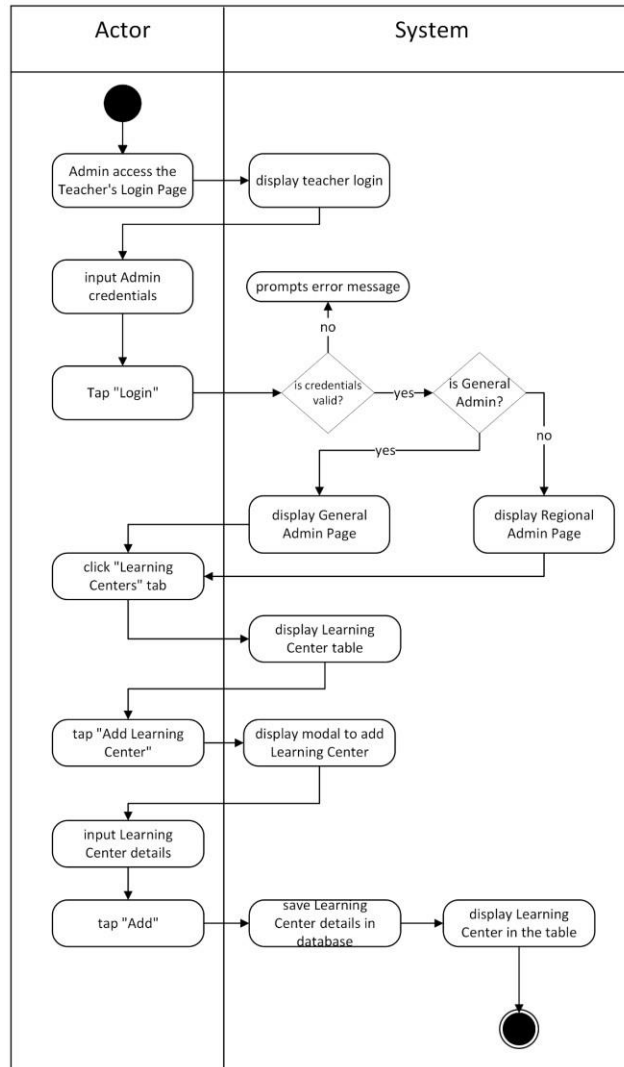 Actor
System
Admin access the
Teacher's Login Page
display teacher login
input Admin
credentials
prompts error message
no
Tap "Login"
is credentials
valid?
yes
is General
Admin?
no
yes
display General
Admin Page
display Regional
Admin Page
click "Learning
Centers" tab
display Learning
Center table
tap "Add Learning
Center"
display modal to add
Learning Center
input Learning
Center details
tap "Add"
save Learning
Center details in
database
display Learning
Center in the table